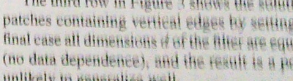 The third row in Figure 3 shows the
patches containing vertical edges by setting
final case all dimensions of the filter are
(no data dependence), and the result is a
unlikely to generalize well